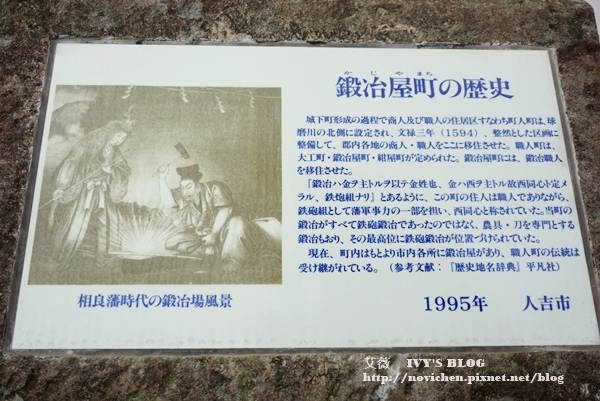 かじやまち
鍛冶屋町の歴史
城下町形成の過程で商人及び職人の住居区すなわち町人町は、球
磨川の北側に設定され、文禄三年（1594）、整然とした区画に
整備して、郡内各地の商人・職人をここに移住させた。職人町は、
大工町・鍛冶屋町・紺屋町が定められた。鍛冶屋町には、鍛冶職人
を移住させた。
『鍛冶ハ金ヲ主トルヲ以テ金姓也、金ハ西ヲ主トル故西同心ト定メ
ラル、鉄炮組ナリ』とあるように、この町の住人は職人でありながら、
鉄砲組として藩軍事力の一部を担い、西同心と称されていた。当町の
鍛冶がすべて鉄砲鍛冶であったのではなく、農具・刀を専門とする
鍛冶もおり、その最高位に鉄砲鍛冶が位置づけられていた。
現在、町内はもとより市内各所に鍛冶屋があり、職人町の伝統は
受け継がれている。（参考文献：『歴史地名辞典』平凡社）
1995年 人吉市
相良藩時代の鍛冶場風景
艾薇 IVY'S BLOG
http://novichen.pixnet.net/blog